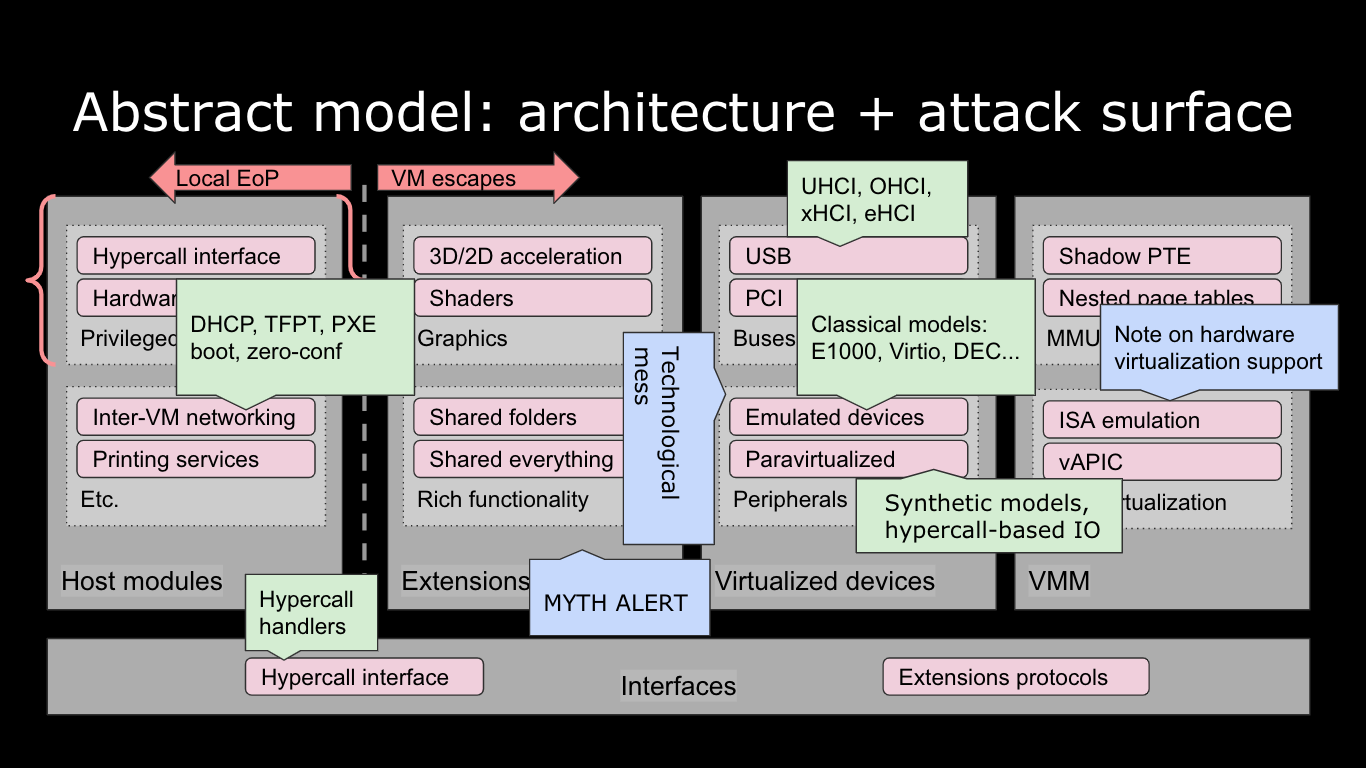 Abstract model: architecture + attack surface
Local EoP
VM escapes
UHCI, OHCI,
xHCI, eHCI
Hypercall interface
Privileged
DHCP, TFPT, PXE
boot, zero-conf
Inter-VM networking
Printing services
Etc.
Host modules
3D/2D acceleration
Shaders
Graphics
Shared folders
Shared everything
Rich functionality
Extensions
Technological
mess
MYTH ALERT
USB
PCI
Buses
Classical models:
E1000, Virtio, DEC...
Emulated devices
Paravirtualized
Peripherals
Synthetic models,
hypercall-based IO
Virtualized devices
Shadow PTE
Nested page tables
MMU
Note on hardware
virtualization support
ISA emulation
vAPIC
VMM
Hypercall
handlers
Hypercall interface
Interfaces
Extensions protocols